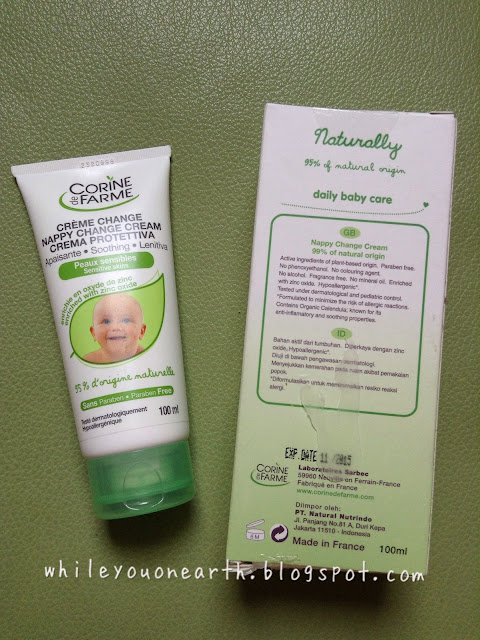 2320999
CORINE
de FARME
CRÈME CHANGE
NAPPY CHANGE CREAM
CREMA PROTETTIVA
Apaisante • Soothing • Lenitiva
Peaux sensibles
Sensitive skins
enrichie en oxyde de zinc
enriched with zinc oxide
95% d'origine naturelle
Sans Paraben • Paraben Free
Testé dermatologiquement
Hypoallergénique
100 ml
Naturally
95% of natural origin
daily baby care
GB
Nappy Change Cream
99% of natural origin
Active ingredients of plant-based origin. Paraben free.
No phenoxyethanol. No colouring agent.
No alcohol. Fragrance free. No mineral oil. Enriched
with zinc oxide. Hypoallergenic*.
Tested under dermatological and pediatric control.
*Formulated to minimize the risk of allergic reactions.
Contains Organic Calendula, known for its
anti-inflamatory and soothing properties.
ID
Bahan aktif dari tumbuhan. Diperkaya dengan zinc
oxide. Hypoallergenic*.
Diuji di bawah pengawasan dermatologi.
Menyejukkan kemerahan pada ruam akibat pemakaian
popok.
*Diformulasikan untuk meminimalkan resiko reaksi
alergi.
EXP. DATE 11/2015
CORINE
de FARME
Laboratoires Sarbec
59960 Neuville en Ferrain-France
Fabriqué en France
www.corinedefarme.com
Diimpor oleh:
PT. Natural Nutrindo
Jl. Panjang No.81 A, Duri Kapa
Jakarta 11510 - Indonesia
6M
Made in France
100ml
whileyouonearth.blogspot.com